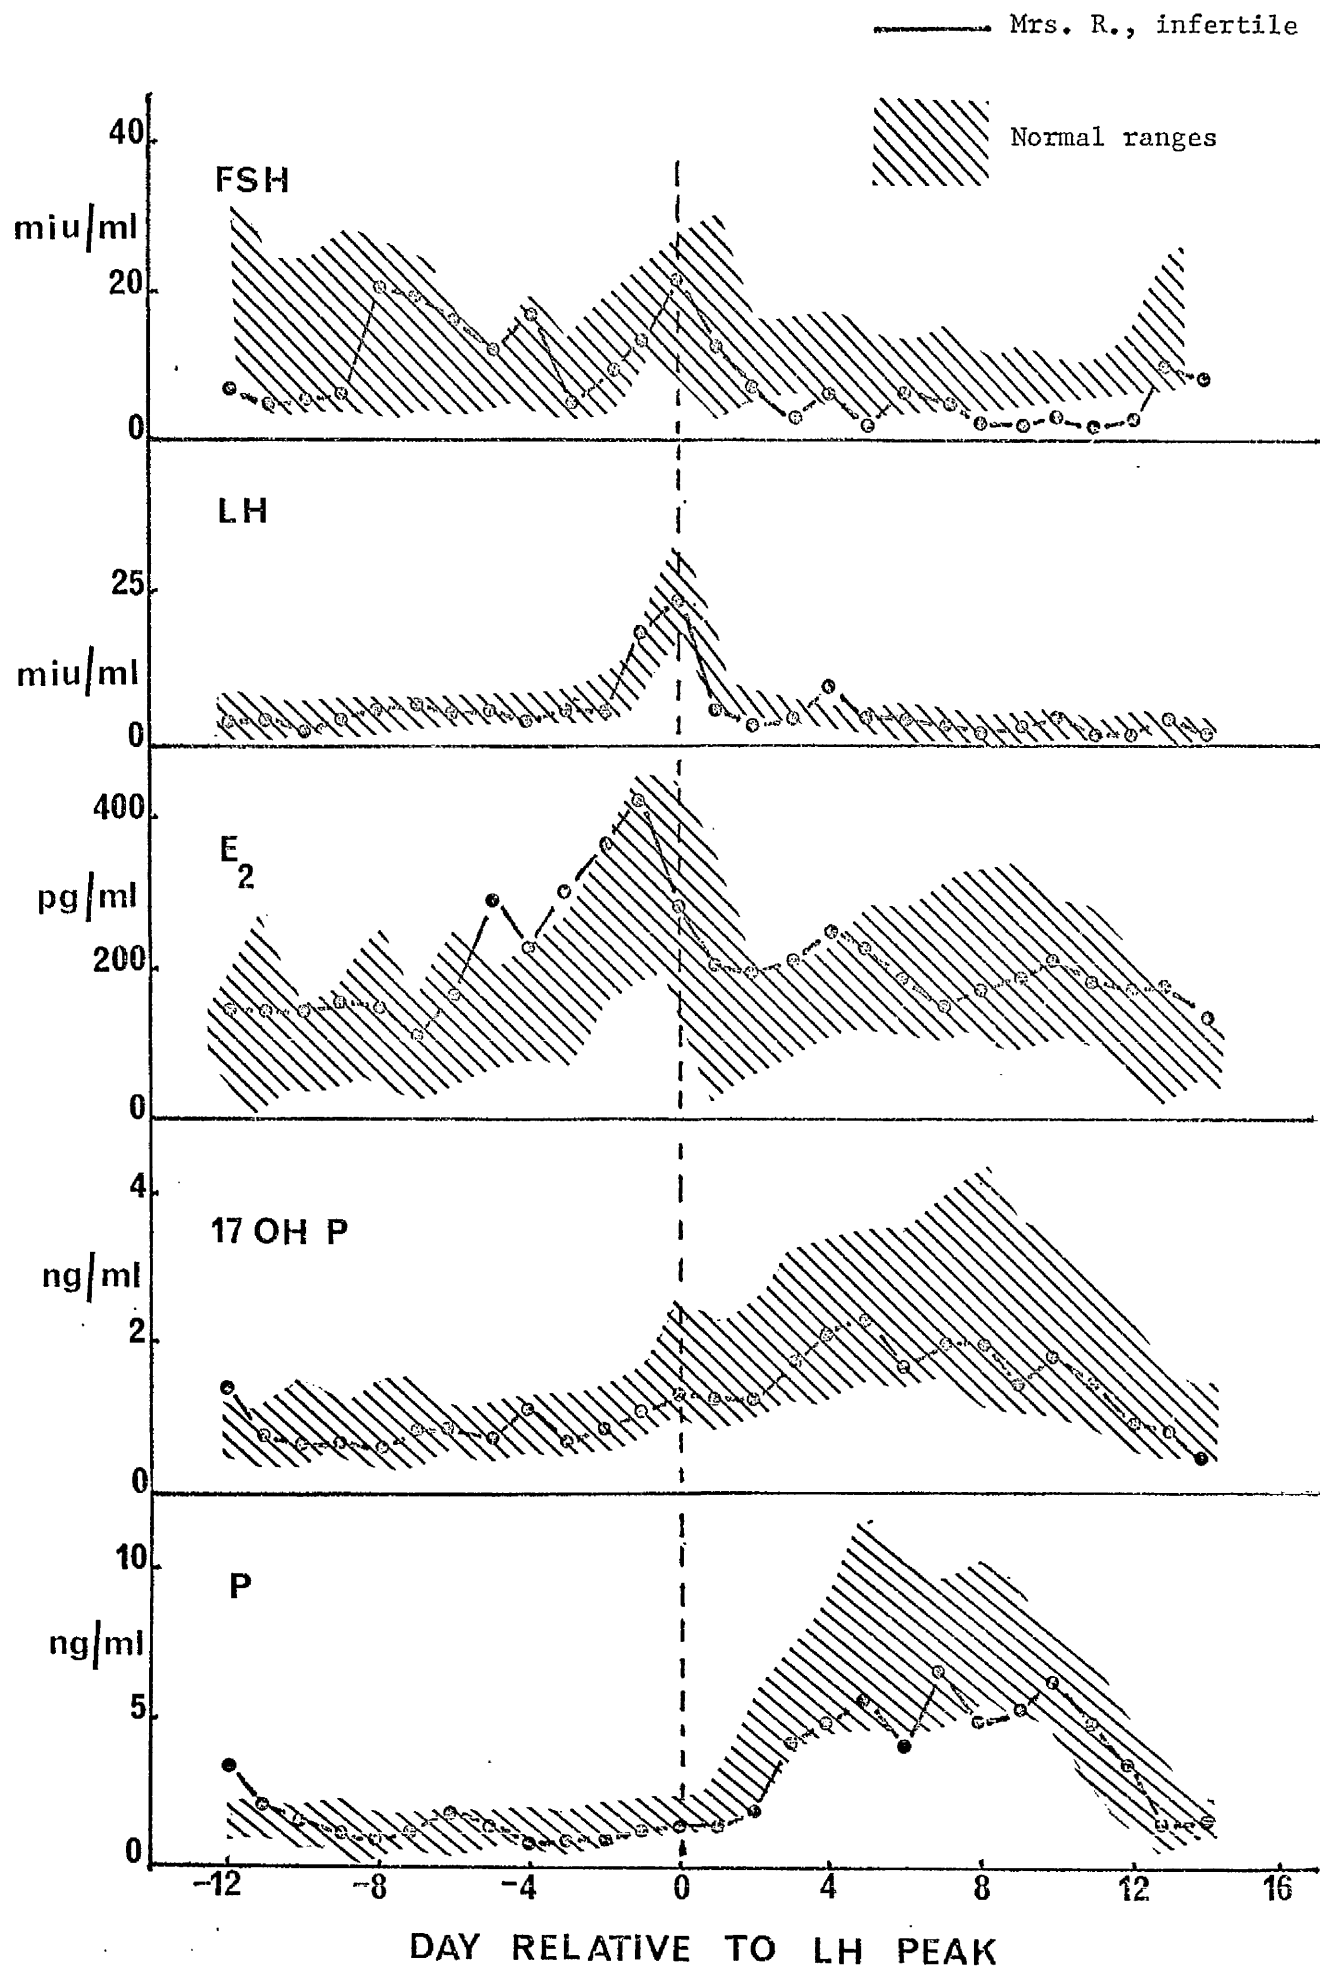 Mrs. R., infertile
Normal ranges
40
FSH
miu/ml
20
0
LH
25
miu/ml
0
400
E2
pg/ml
200
0
4
17 OH P
ng/ml
2
0
10
P
ng/ml
5
0
-12 -8 -4 0 4 8 12 16
DAY RELATIVE TO LH PEAK